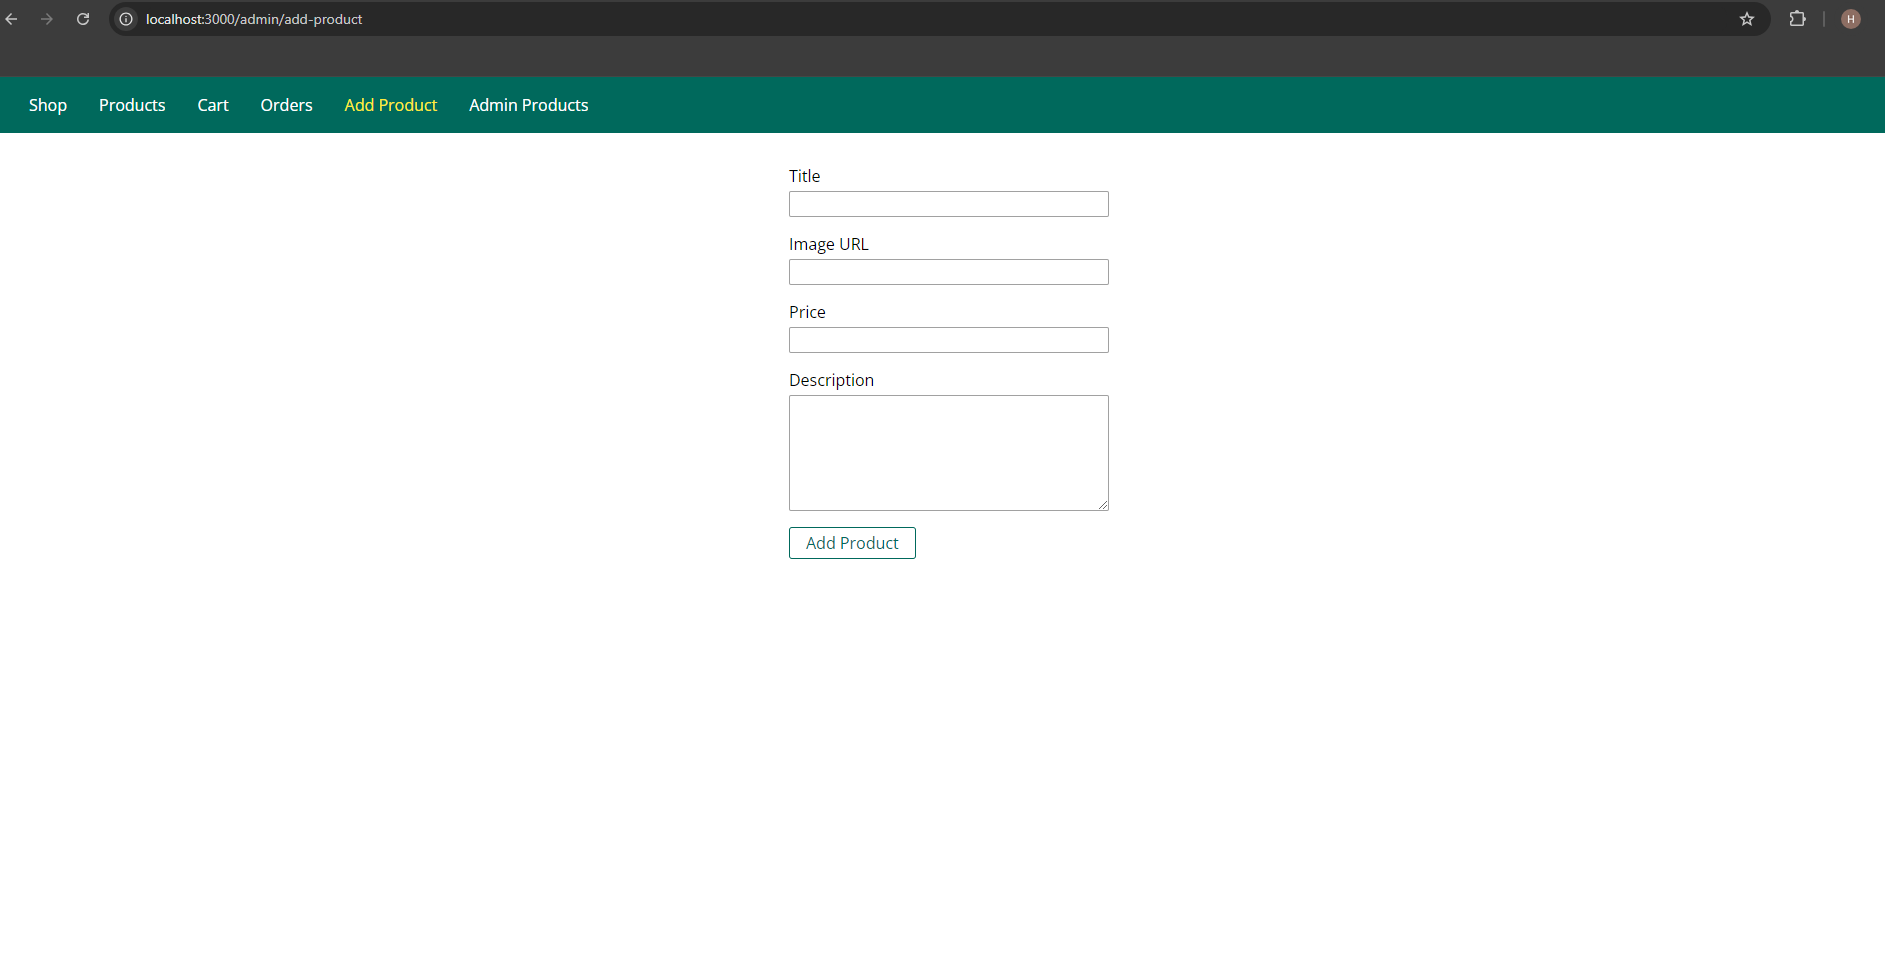 localhost:3000/admin/add-product
H
Shop Products Cart Orders Add Product Admin Products
Title
Image URL
Price
Description
Add Product